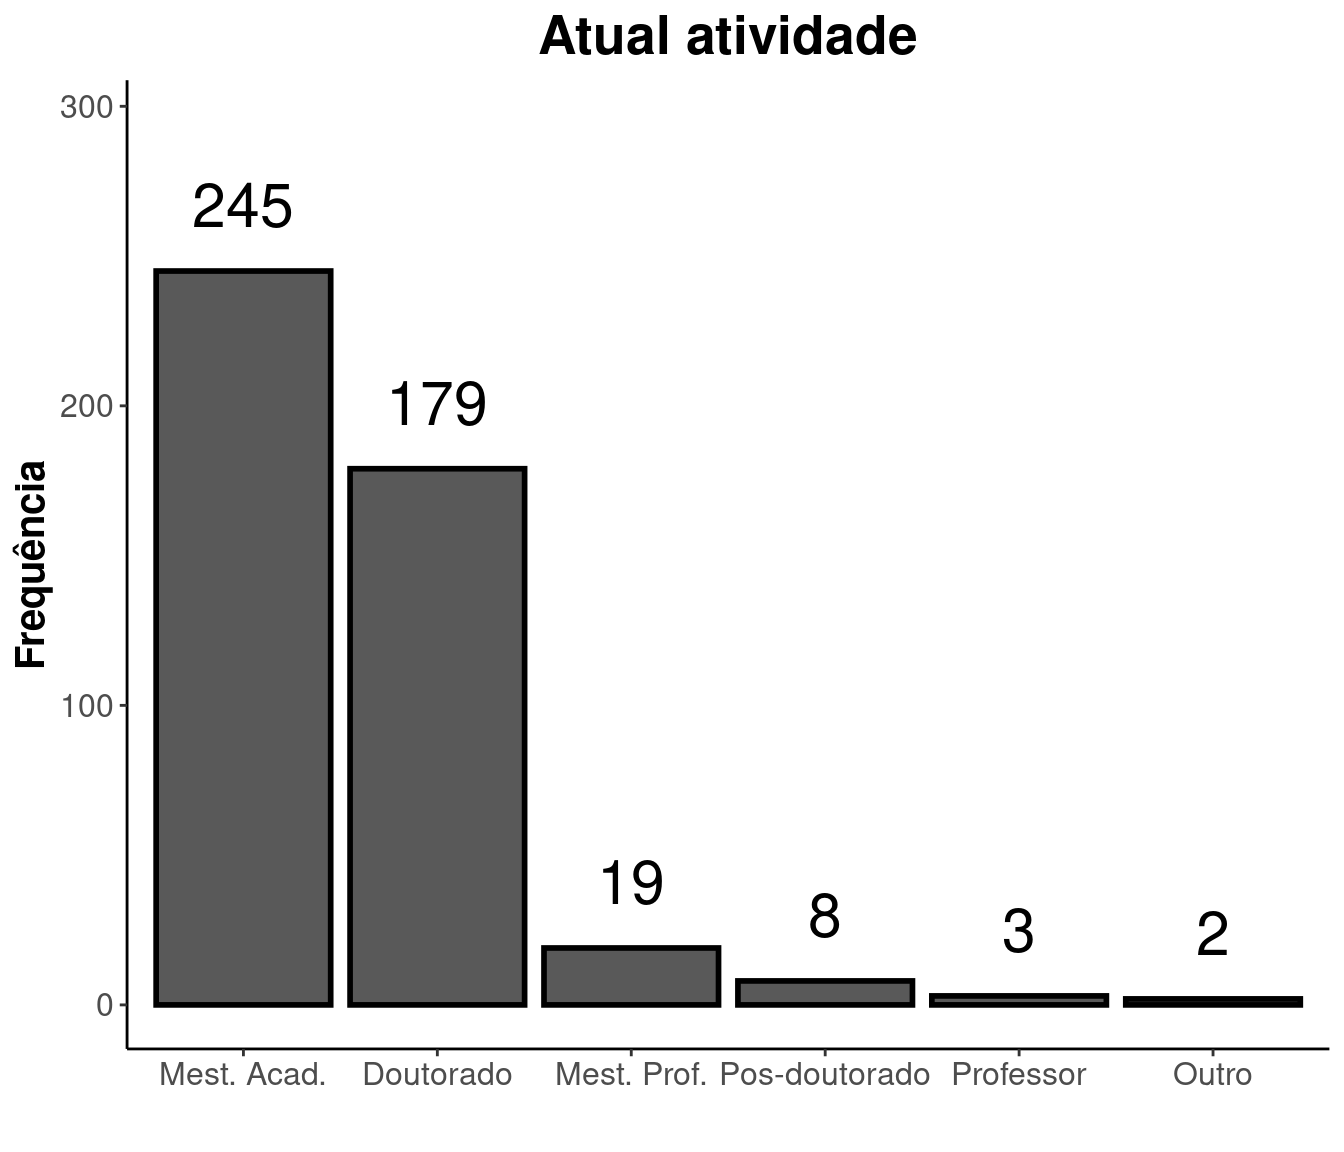 Atual atividade
Frequência
300
200
100
0
245
179
19
8
3
2
Mest. Acad.
Doutorado
Mest. Prof.
Pos-doutorado
Professor
Outro